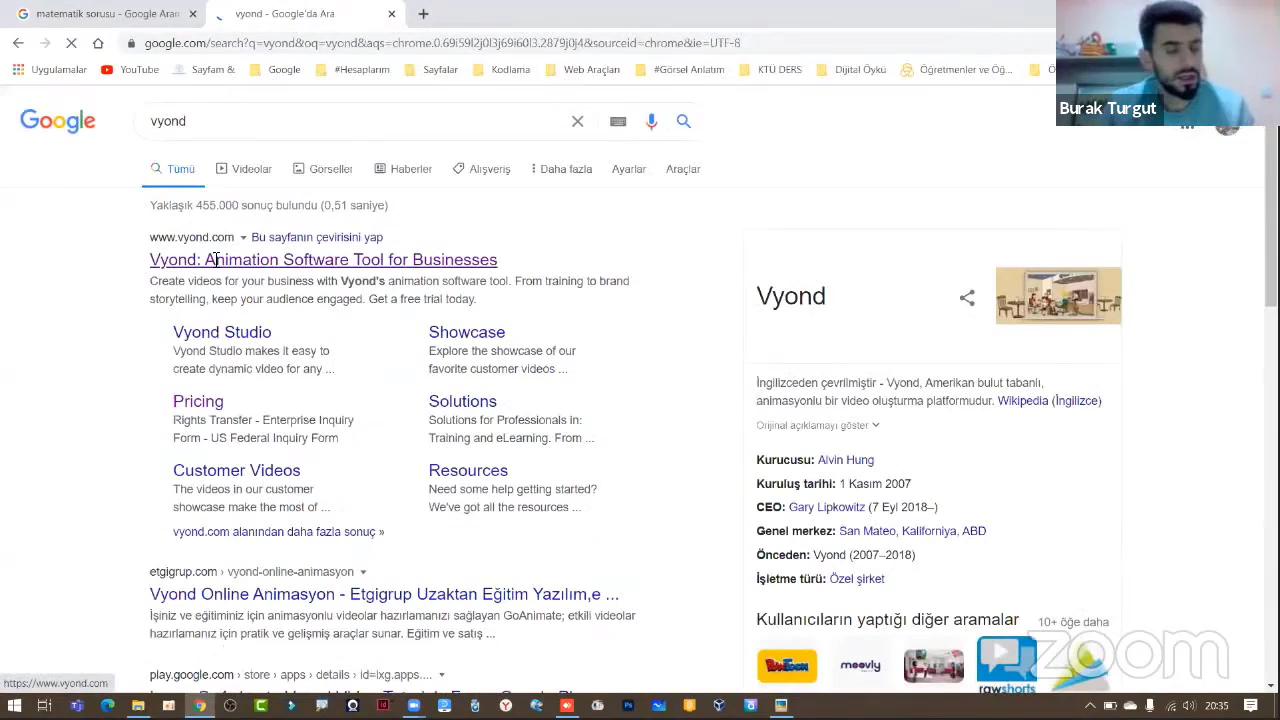 matematik sorusu - Google Aramı
vyond - Google'da Ara
google.com/search?q=vyond&oq=vyond&aqs=chrome.0.69i59i2j0l3j69i60l3.2879j0j4&sourceid=chrome&ie=UTF-8
Uygulamalar
YouTube
Sayfam &
Google
#Hocalarım
Sayfalar
Kodlama
Web Araçları
#Görsel Anlatım
KTÜ DERS
Dijital Öykü
Öğretmenler ve Öğ...
Burak Turgut
Google
vyond
Tümü
Videolar
Görseller
Haberler
Alışveriş
Daha fazla
Ayarlar
Araçlar
Yaklaşık 455.000 sonuç bulundu (0,51 saniye)
www.vyond.com Bu sayfanın çevirisini yap
Vyond: Animation Software Tool for Businesses
Create videos for your business with Vyond's animation software tool. From training to brand
storytelling, keep your audience engaged. Get a free trial today.
Vyond Studio
Vyond Studio makes it easy to
create dynamic video for any ...
Showcase
Explore the showcase of our
favorite customer videos ...
Pricing
Rights Transfer - Enterprise Inquiry
Form - US Federal Inquiry Form
Solutions
Solutions for Professionals in:
Training and eLearning. From ...
Customer Videos
The videos in our customer
showcase make the most of ...
Resources
Need some help getting started?
We've got all the resources ...
vyond.com alanından daha fazla sonuç »
etgigrup.com › vyond-online-animasyon
Vyond Online Animasyon - Etgigrup Uzaktan Eğitim Yazılım,e ...
İşiniz ve eğitiminiz için animasyonlu videolar hazırlamanızı sağlayan GoAnimate; etkili videolar
hazırlamanız için pratik ve gelişmiş araçlar sunar. Eğitim ve satış ...
play.google.com › store › apps › details › id=lxg.apps....
Vyond
İngilizceden çevrilmiştir - Vyond, Amerikan bulut tabanlı,
animasyonlu bir video oluşturma platformudur. Wikipedia (İngilizce)
Orijinal açıklamayı göster
Kurucusu: Alvin Hung
Kuruluş tarihi: 1 Kasım 2007
CEO: Gary Lipkowitz (7 Eyl 2018–)
Genel merkez: San Mateo, Kaliforniya, ABD
Önceden: Vyond (2007–2018)
İşletme türü: Özel şirket
Kullanıcıların yaptığı diğer aramalar
10+ öğe daha
PowToon
moovly
rawshorts
zoom
https://www.vyond.com
20:35